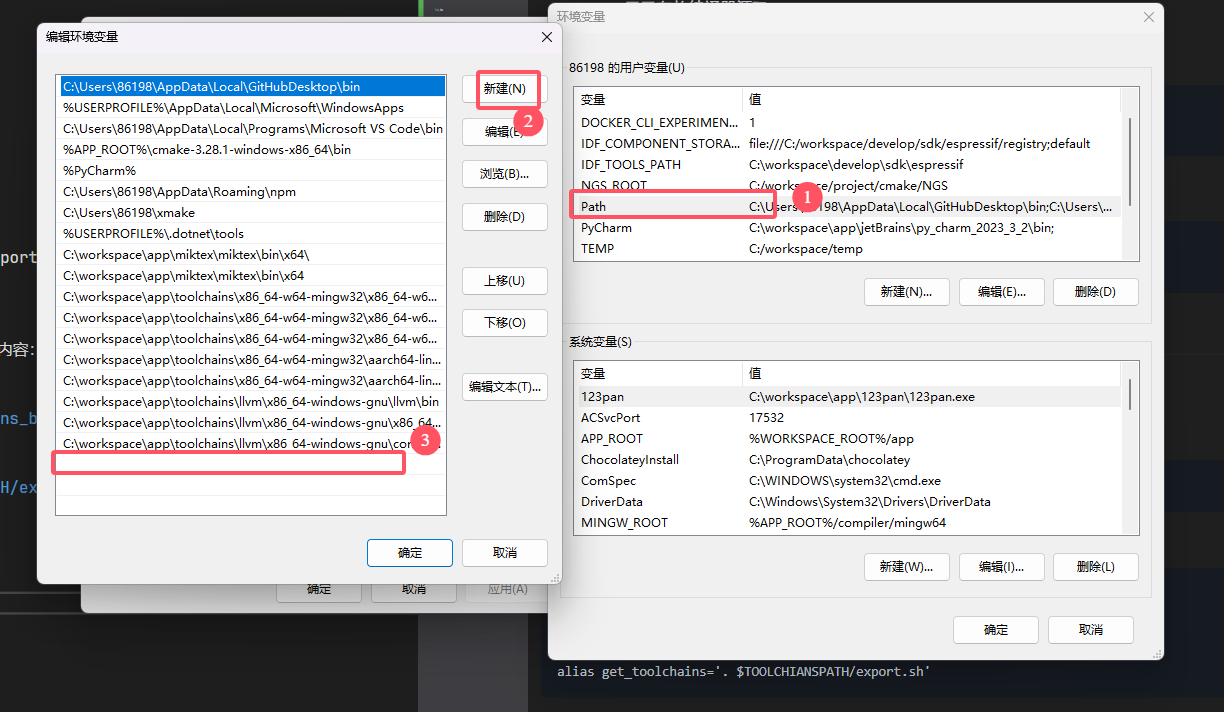 编辑环境变量
C:\Users\86198\AppData\Local\GitHubDesktop\bin
%USERPROFILE%\AppData\Local\Microsoft\WindowsApps
C:\Users\86198\AppData\Local\Programs\Microsoft VS Code\bin
%APP_ROOT%\cmake-3.28.1-windows-x86_64\bin
%PyCharm%
C:\Users\86198\AppData\Roaming\npm
C:\Users\86198\xmake
%USERPROFILE%\.dotnet\tools
C:\workspace\app\miktex\miktex\bin\x64\
C:\workspace\app\miktex\miktex\bin\x64
C:\workspace\app\toolchains\x86_64-w64-mingw32\x86_64-w6...
C:\workspace\app\toolchains\x86_64-w64-mingw32\x86_64-w6...
C:\workspace\app\toolchains\x86_64-w64-mingw32\x86_64-w6...
C:\workspace\app\toolchains\x86_64-w64-mingw32\aarch64-lin...
C:\workspace\app\toolchains\x86_64-w64-mingw32\aarch64-lin...
C:\workspace\app\toolchains\llvm\x86_64-windows-gnu\llvm\bin
C:\workspace\app\toolchains\llvm\x86_64-windows-gnu\x86_64...
C:\workspace\app\toolchains\llvm\x86_64-windows-gnu\co
3
新建(N)
2
编辑(E)
浏览(B)...
删除(D)
上移(U)
下移(O)
编辑文本(T)...
确定
取消
确定
取消
应用(A)
环境变量
86198 的用户变量(U)
变量 值
DOCKER_CLI_EXPERIMEN... 1
IDF_COMPONENT_STORA... file:///C:/workspace/develop/sdk/espressif/registry;default
IDF_TOOLS_PATH C:\workspace\develop\sdk\espressif
NGS_ROOT C:/workspace/project/cmake/NGS
Path C:\Users\86198\AppData\Local\GitHubDesktop\bin;C:\Users\...
1
PyCharm C:\workspace\app\jetBrains\py_charm_2023_3_2\bin;
TEMP C:/workspace/temp
新建(N)...
编辑(E)...
删除(D)
系统变量(S)
变量 值
123pan C:\workspace\app\123pan\123pan.exe
ACSvcPort 17532
APP_ROOT %WORKSPACE_ROOT%/app
ChocolateyInstall C:\ProgramData\chocolatey
ComSpec C:\WINDOWS\system32\cmd.exe
DriverData C:\Windows\System32\Drivers\DriverData
MINGW_ROOT %APP_ROOT%/compiler/mingw64
新建(W)...
编辑(I)...
删除(L)
确定
取消
port
内容:
ns_b
H/ex
alias get_toolchains='. $TOOLCHIANSPATH/export.sh'